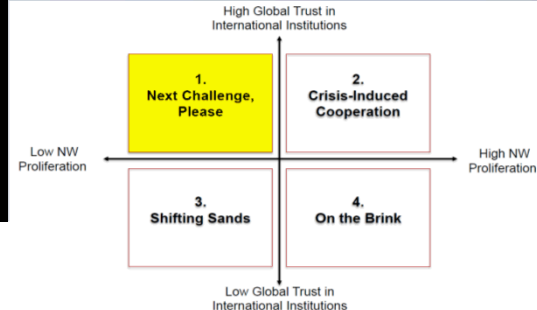 High Global Trust in
International Institutions
1.
Next Challenge,
Please
2.
Crisis-Induced
Cooperation
Low NW
Proliferation
High NW
Proliferation
3.
Shifting Sands
4.
On the Brink
Low Global Trust in
International Institutions